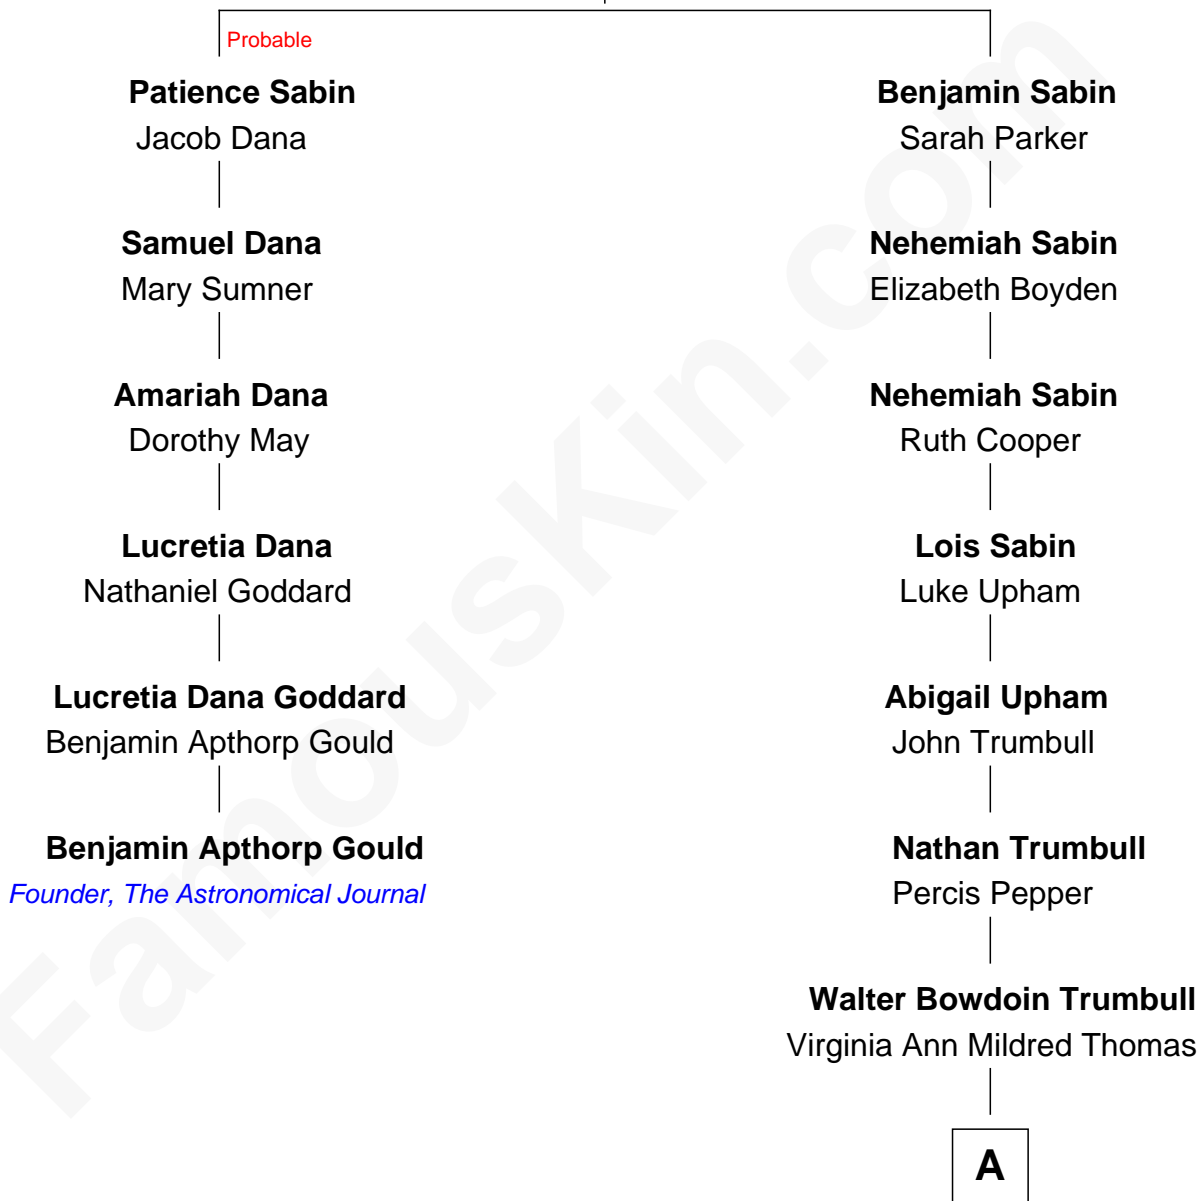 Probable
Patience Sabin
Jacob Dana
Samuel Dana
Mary Sumner
Amariah Dana
Dorothy May
Lucretia Dana
Nathaniel Goddard
Lucretia Dana Goddard
Benjamin Apthorp Gould
Benjamin Apthorp Gould
Founder, The Astronomical Journal
Benjamin Sabin
Sarah Parker
Nehemiah Sabin
Elizabeth Boyden
Nehemiah Sabin
Ruth Cooper
Lois Sabin
Luke Upham
Abigail Upham
John Trumbull
Nathan Trumbull
Percis Pepper
Walter Bowdoin Trumbull
Virginia Ann Mildred Thomas
A
FamousKin.com